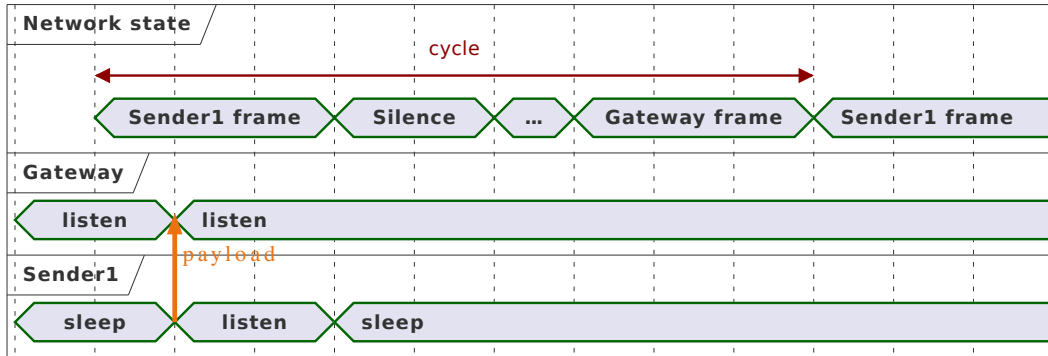 Network state
cycle
Sender1 frame Silence ... Gateway frame Sender1 frame
Gateway
listen listen
payload
Sender1
sleep listen sleep